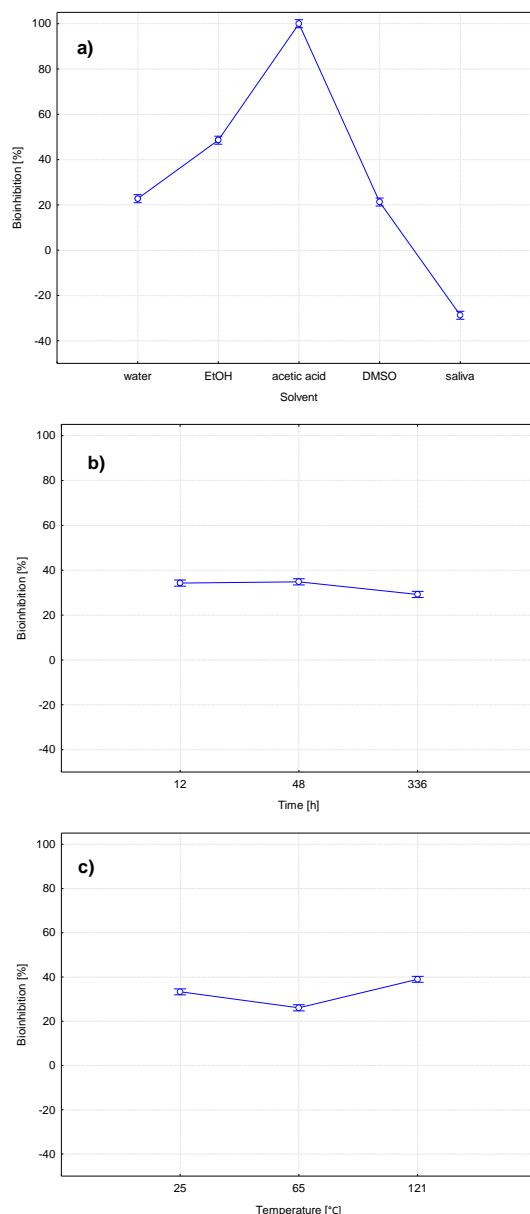 a)
Bioinhibition [%]
100
80
60
40
20
0
-20
-40
water EtOH acetic acid DMSO saliva
Solvent
b)
Bioinhibition [%]
100
80
60
40
20
0
-20
-40
12 48 336
Time [h]
c)
Bioinhibition [%]
100
80
60
40
20
0
-20
-40
25 65 121
Temperature [°C]